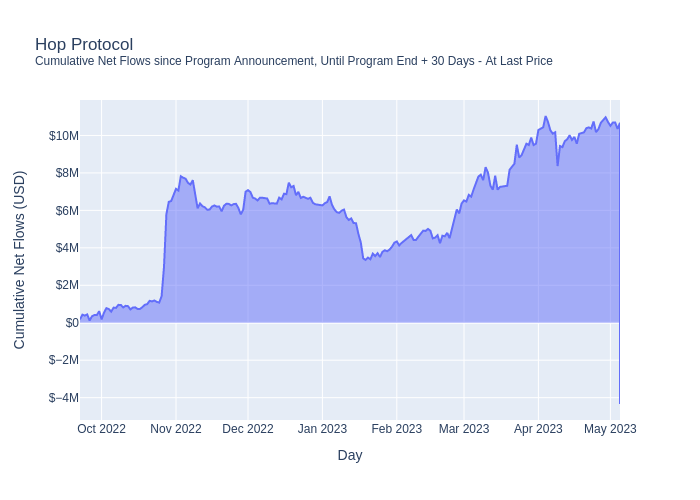 Hop Protocol
Cumulative Net Flows since Program Announcement, Until Program End + 30 Days - At Last Price
Cumulative Net Flows (USD)
$10M
$8M
$6M
$4M
$2M
$0
$−2M
$−4M
Oct 2022 Nov 2022 Dec 2022 Jan 2023 Feb 2023 Mar 2023 Apr 2023 May 2023
Day